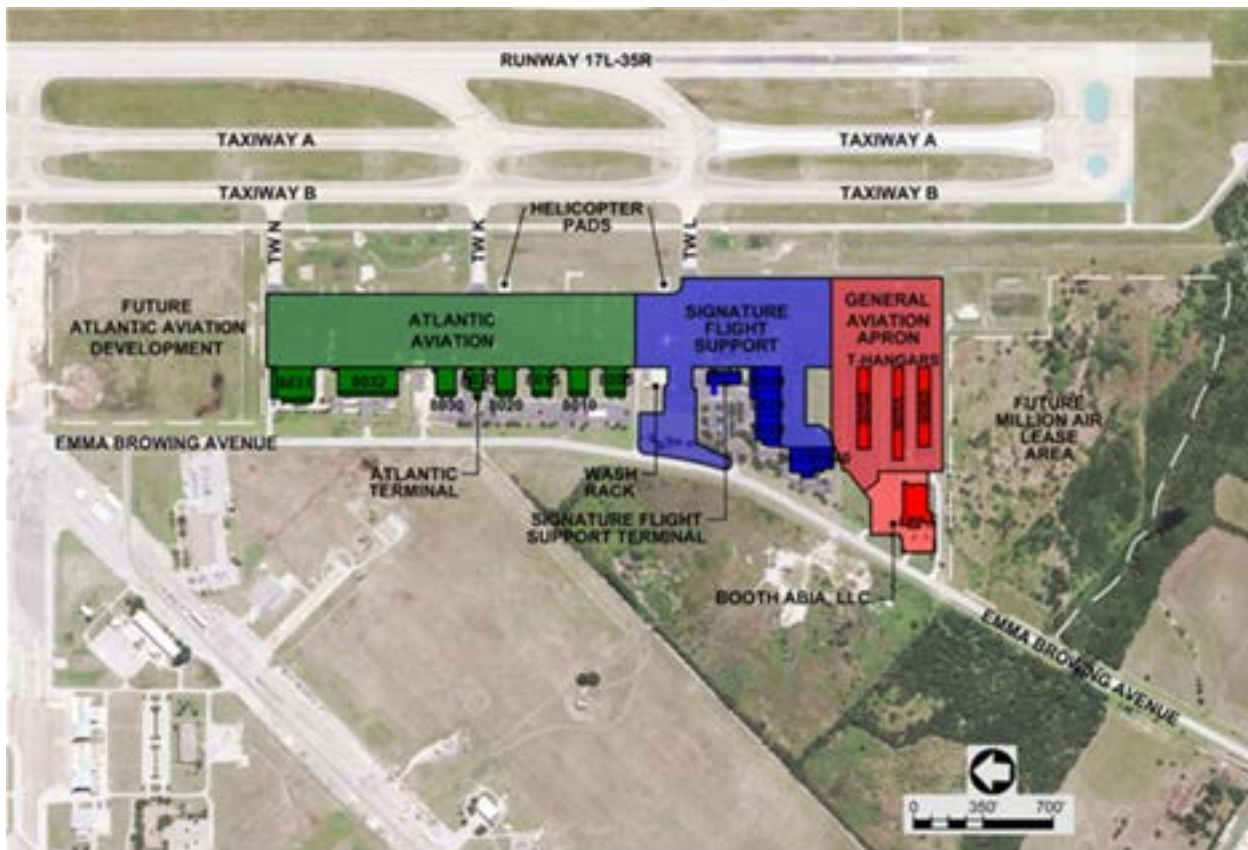 RUNWAY 17L-35R
TAXIWAY A
TAXIWAY A
TAXIWAY B
TAXIWAY B
HELICOPTER
PADS
TW N
TW K
TW L
FUTURE
ATLANTIC AVIATION
DEVELOPMENT
ATLANTIC
AVIATION
SIGNATURE
FLIGHT
SUPPORT
GENERAL
AVIATION
APRON
T-HANGARS
8032
8030
8020
8010
FUTURE
MILLION AIR
LEASE
AREA
EMMA BROWING AVENUE
ATLANTIC
TERMINAL
WASH
RACK
SIGNATURE FLIGHT
SUPPORT TERMINAL
BOOTH ABIA, LLC.
EMMA BROWING AVENUE
0 350' 700'